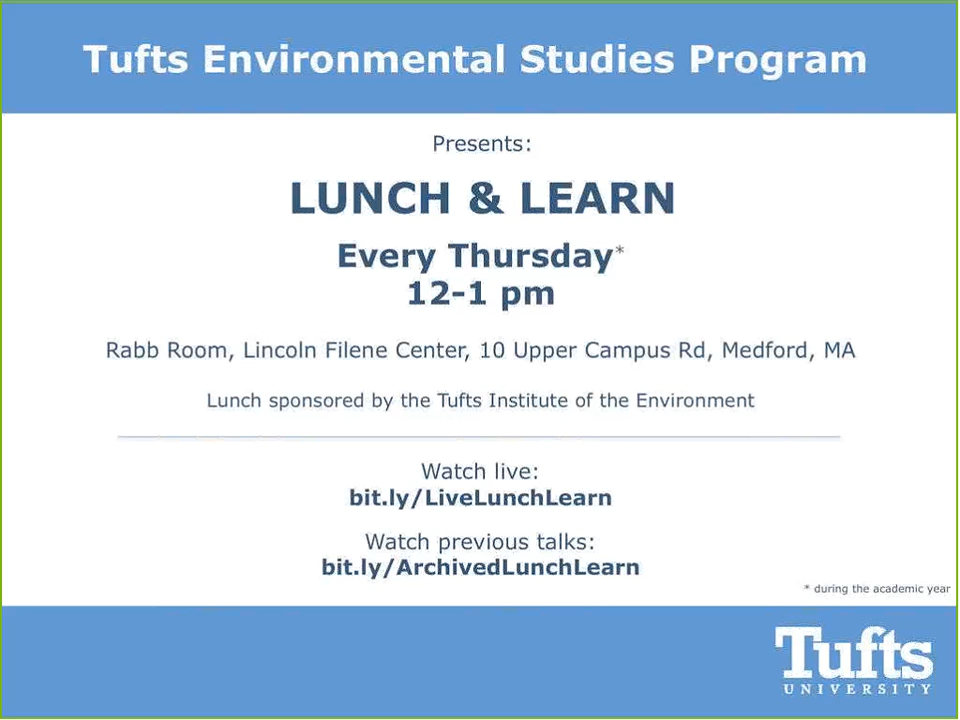 Tufts Environmental Studies Program
Presents:
LUNCH & LEARN
Every Thursday*
12-1 pm
Rabb Room, Lincoln Filene Center, 10 Upper Campus Rd, Medford, MA
Lunch sponsored by the Tufts Institute of the Environment
Watch live:
bit.ly/LiveLunchLearn
Watch previous talks:
bit.ly/ArchivedLunchLearn
* during the academic year
Tufts
UNIVERSITY